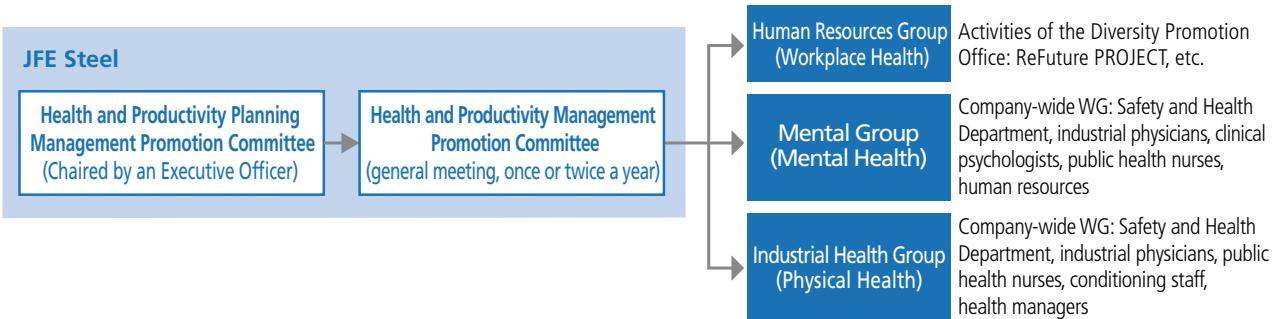 JFE Steel
Health and Productivity Planning
Management Promotion Committee
(Chaired by an Executive Officer)
Health and Productivity Management
Promotion Committee
(general meeting, once or twice a year)
Human Resources Group
(Workplace Health)
Activities of the Diversity Promotion
Office: ReFuture PROJECT, etc.
Mental Group
(Mental Health)
Company-wide WG: Safety and Health
Department, industrial physicians, clinical
psychologists, public health nurses,
human resources
Industrial Health Group
(Physical Health)
Company-wide WG: Safety and Health
Department, industrial physicians, public
health nurses, conditioning staff,
health managers